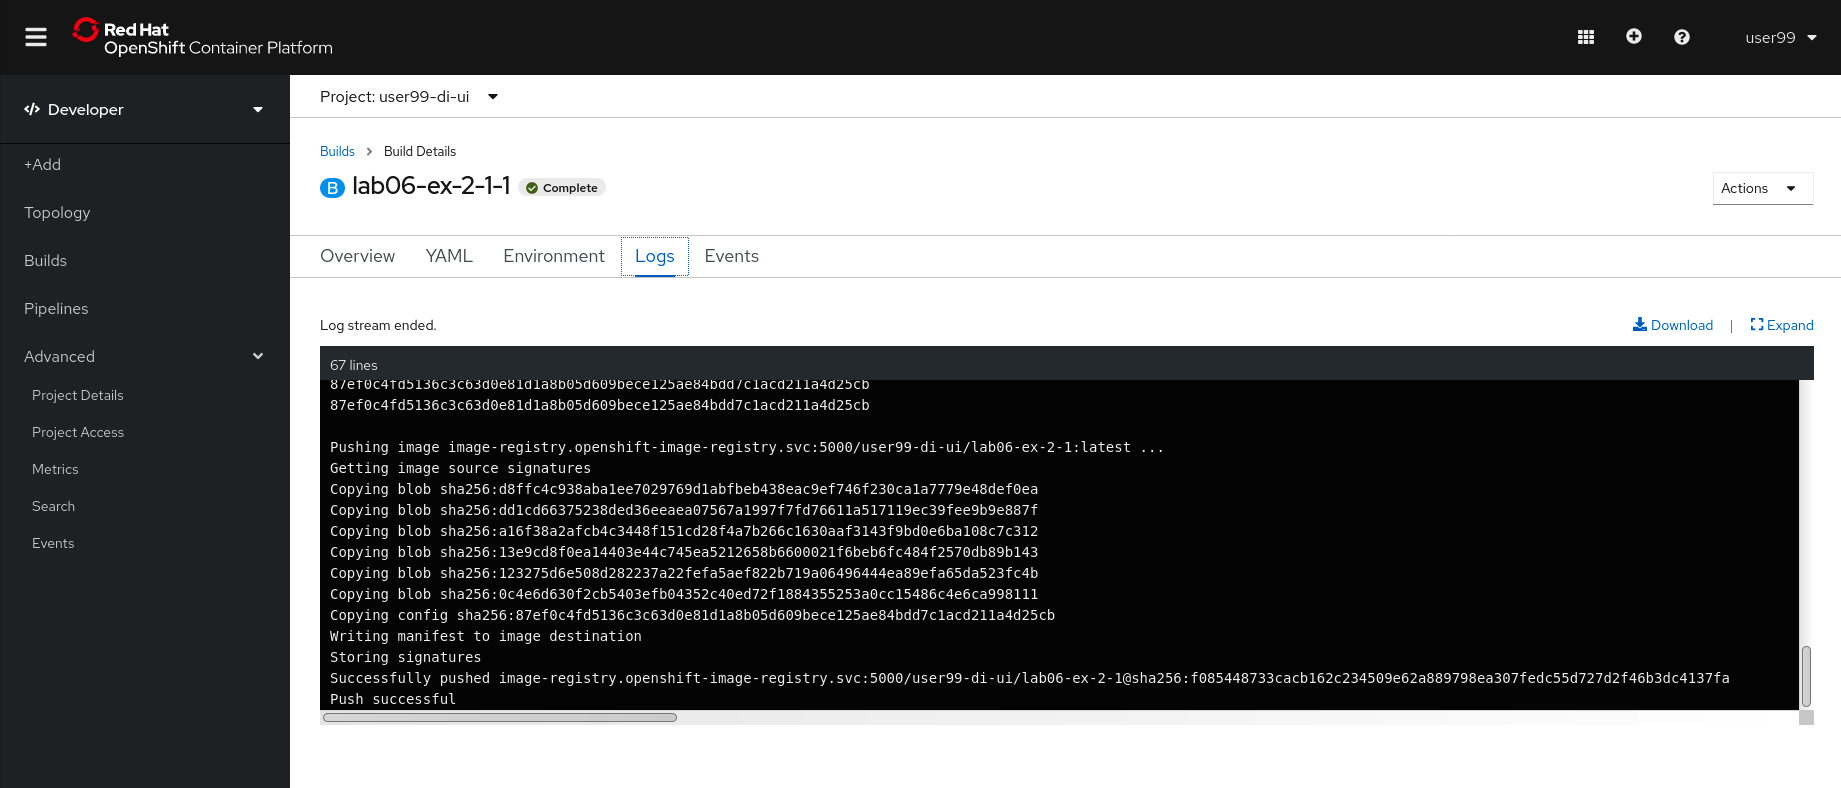 Red Hat
OpenShift Container Platform
user99
Developer
+Add
Topology
Builds
Pipelines
Advanced
Project Details
Project Access
Metrics
Search
Events
Project: user99-di-ui
Builds > Build Details
B lab06-ex-2-1-1 Complete
Actions
Overview YAML Environment Logs Events
Log stream ended.
Download | Expand
67 lines
87ef0c4fd5136c3c63d0e81d1a8b05d609bece125ae84bdd7c1acd211a4d25cb
87ef0c4fd5136c3c63d0e81d1a8b05d609bece125ae84bdd7c1acd211a4d25cb
Pushing image image-registry.openshift-image-registry.svc:5000/user99-di-ui/lab06-ex-2-1:latest ...
Getting image source signatures
Copying blob sha256:d8ffc4c938aba1ee7029769d1abfbeb438eac9ef746f230ca1a7779e48def0ea
Copying blob sha256:dd1cd66375238ded36eeaea07567a1997f7fd76611a517119ec39fee9b9e887f
Copying blob sha256:a16f38a2afcb4c3448f151cd28f4a7b266c1630aaf3143f9bd0e6ba108c7c312
Copying blob sha256:13e9cd8f0ea14403e44c745ea5212658b6600021f6beb6fc484f2570db89b143
Copying blob sha256:123275d6e508d282237a22fefa5aef822b719a06496444ea89efa65da523fc4b
Copying blob sha256:0c4e6d630f2cb5403efb04352c40ed72f1884355253a0cc15486c4e6ca998111
Copying config sha256:87ef0c4fd5136c3c63d0e81d1a8b05d609bece125ae84bdd7c1acd211a4d25cb
Writing manifest to image destination
Storing signatures
Successfully pushed image-registry.openshift-image-registry.svc:5000/user99-di-ui/lab06-ex-2-1@sha256:f085448733cacb162c234509e62a889798ea307fedc55d727d2f46b3dc4137fa
Push successful